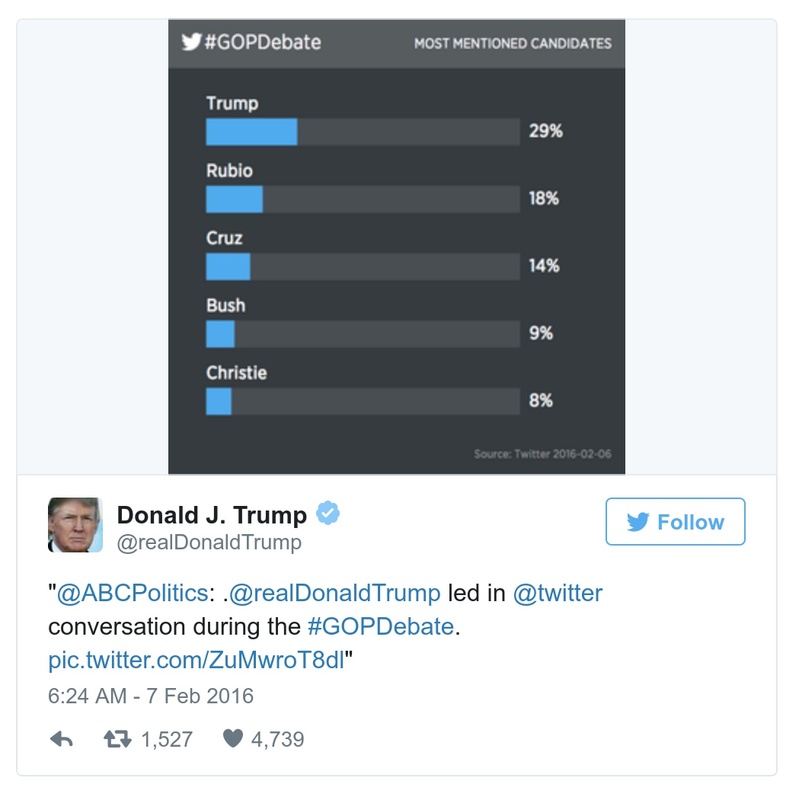 #GOPDebate MOST MENTIONED CANDIDATES
Trump
29%
Rubio
18%
Cruz
14%
Bush
9%
Christie
8%
Source: Twitter 2016-02-06
Donald J. Trump
@realDonaldTrump
Follow
"@ABCPolitics: .@realDonaldTrump led in @twitter
conversation during the #GOPDebate.
pic.twitter.com/ZuMwroT8dl"
6:24 AM - 7 Feb 2016
1,527 4,739